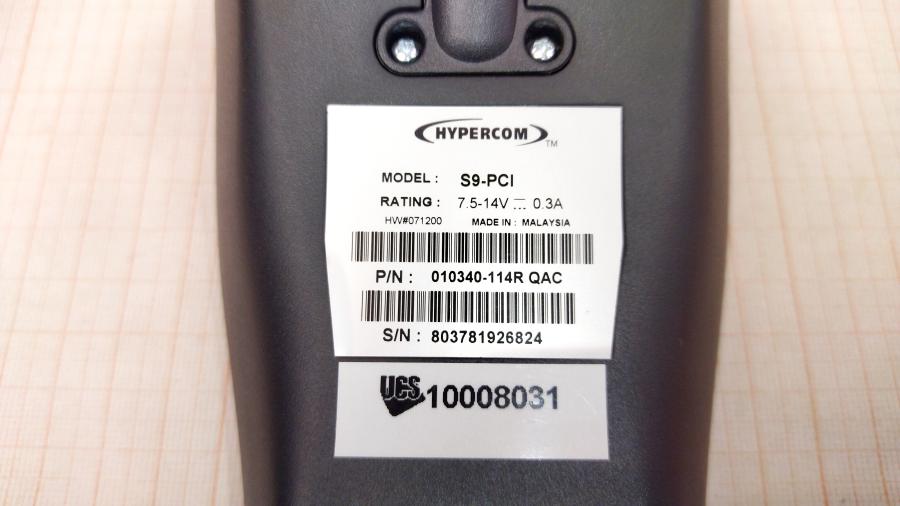 HYPERCOM TM
MODEL : S9-PCI
RATING : 7.5-14V ⎓ 0.3A
HW#071200 MADE IN : MALAYSIA
P/N : 010340-114R QAC
S/N : 803781926824
UCS 10008031